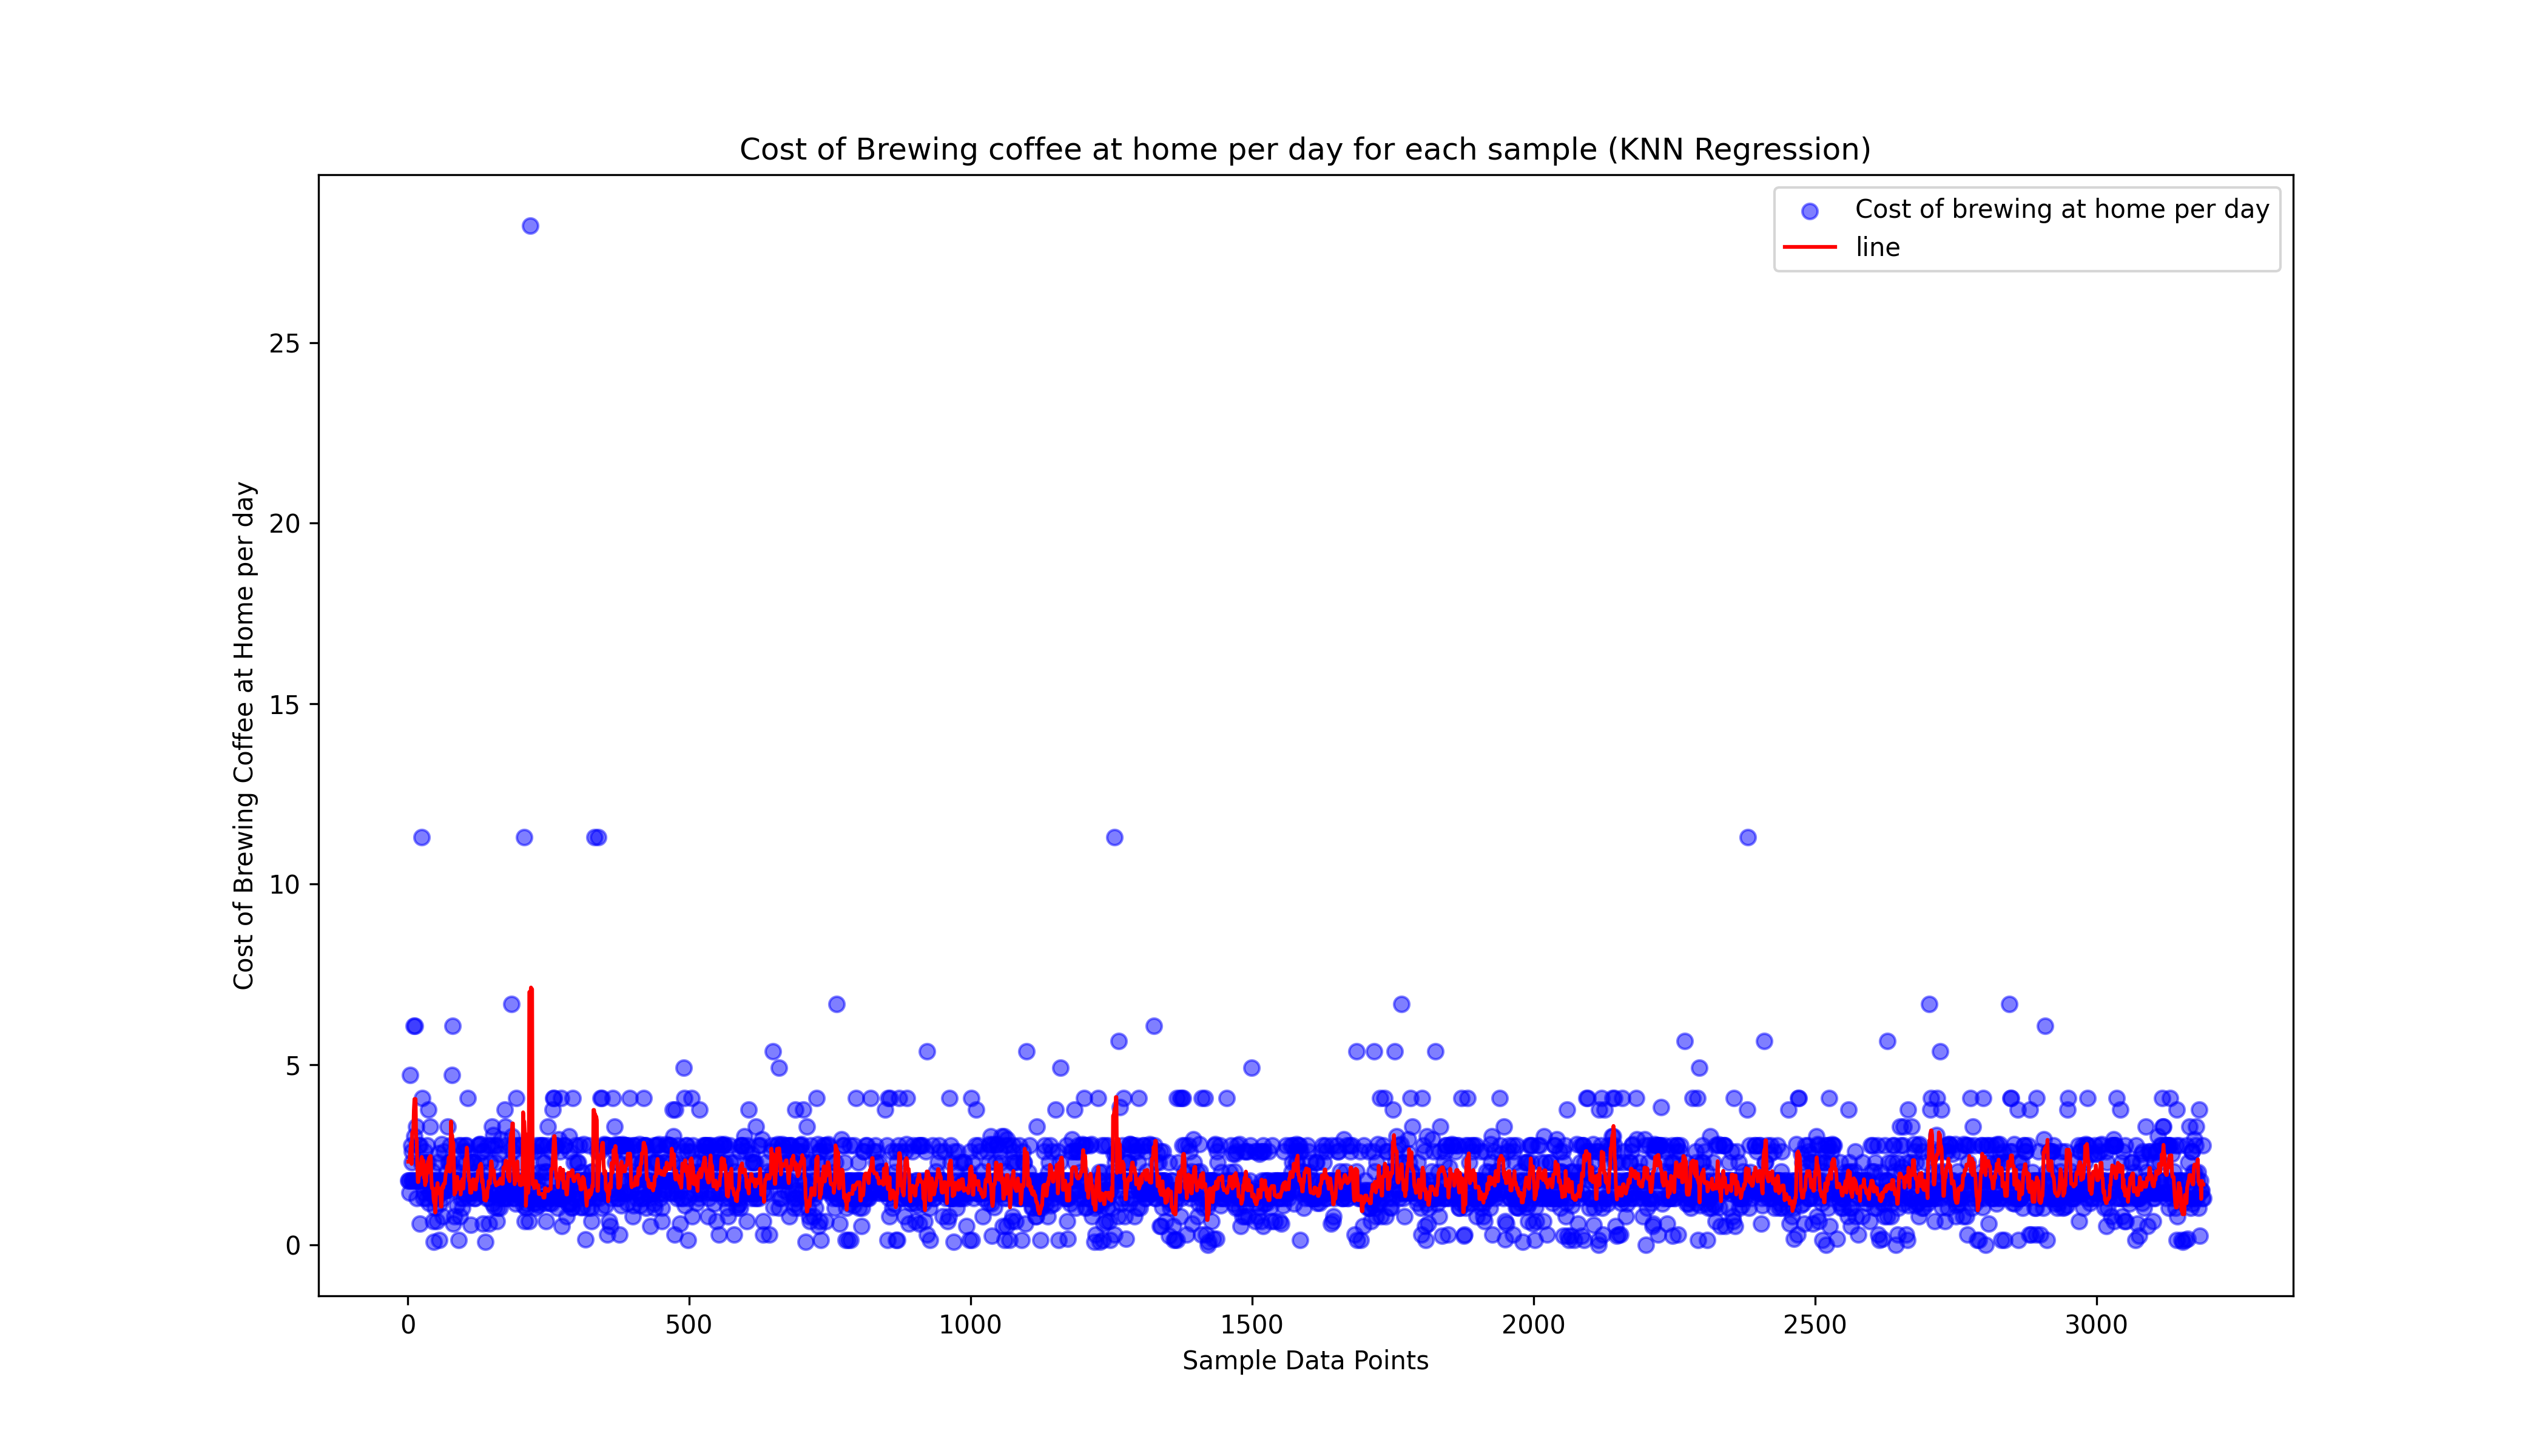 Cost of Brewing coffee at home per day for each sample (KNN Regression)
Cost of brewing at home per day
line
Cost of Brewing Coffee at Home per day
25
20
15
10
5
0
0 500 1000 1500 2000 2500 3000
Sample Data Points